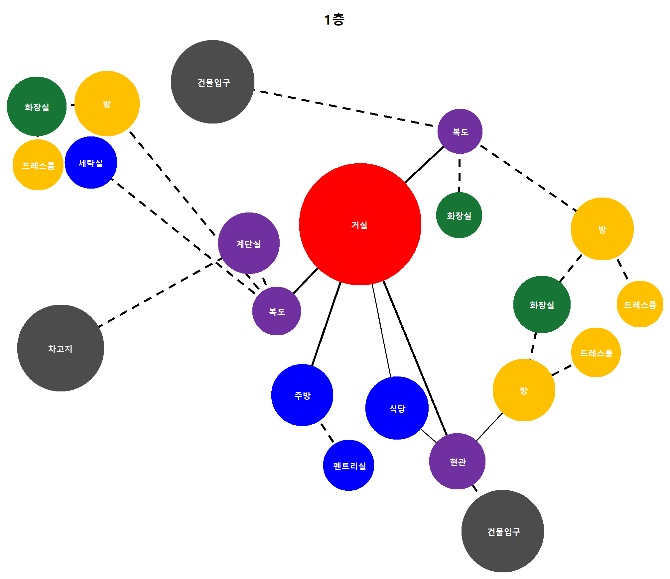 1층
건물입구
화장실
방
복도
드레스룸
세탁실
화장실
거실
방
계단실
화장실
드레스룸
복도
차고지
드레스룸
방
주방
식당
펜트리실
현관
건물입구